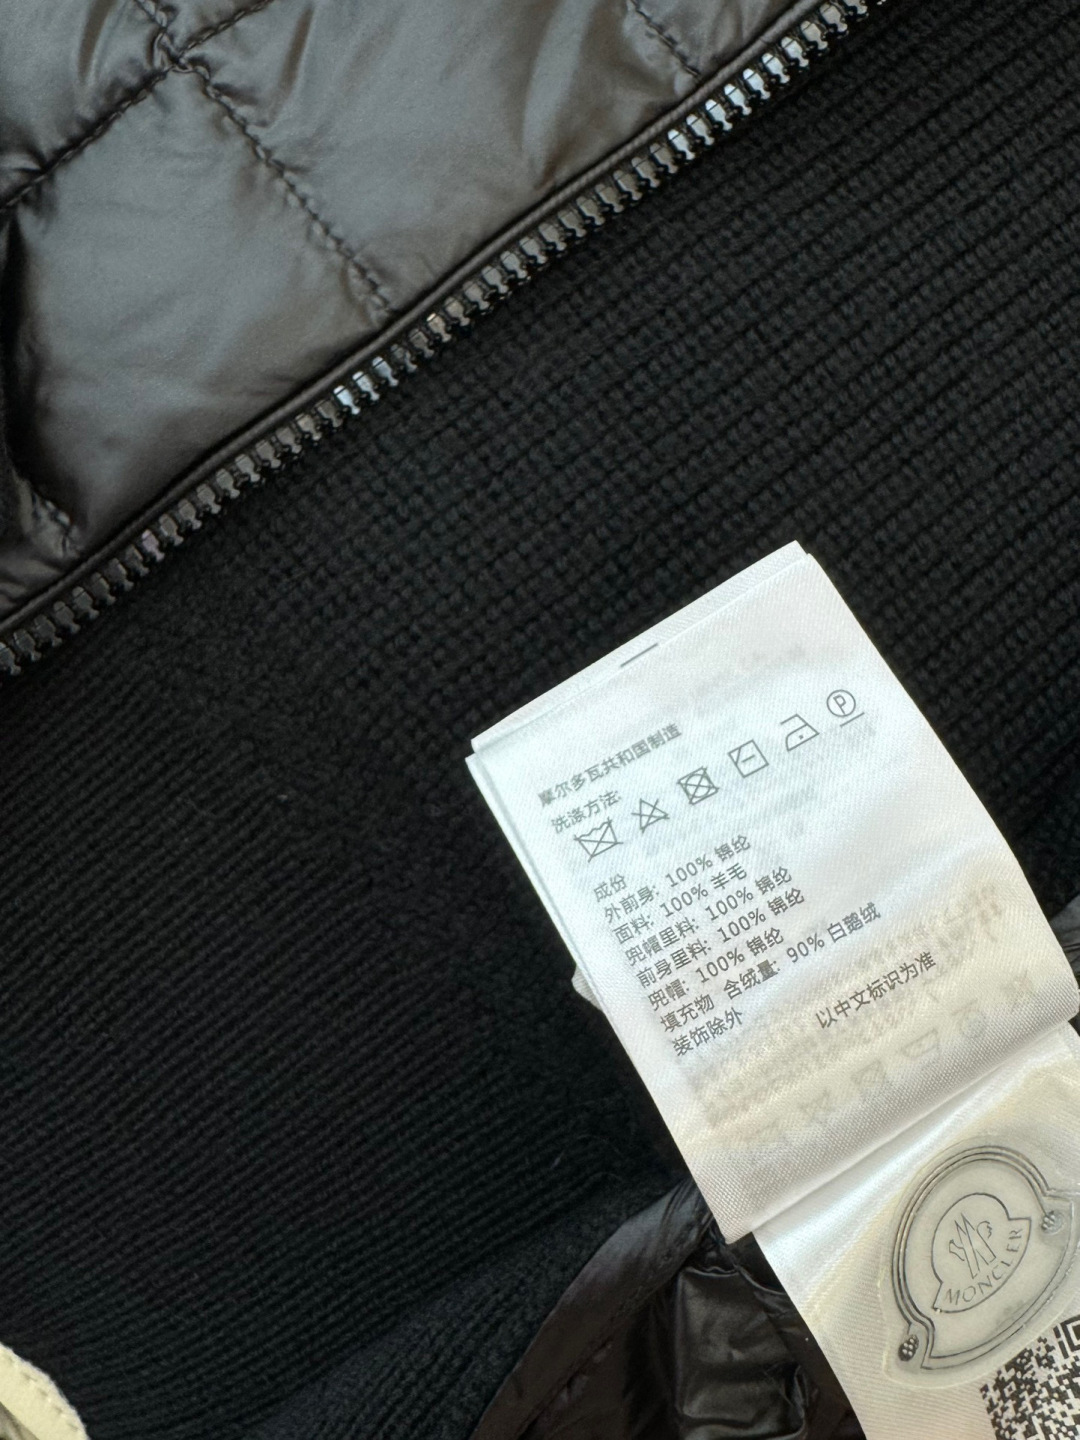 摩尔多瓦共和国制造
洗涤方法:
P
成份
外前身: 100% 锦纶
面料: 100% 羊毛
兜帽里料: 100% 锦纶
前身里料: 100% 锦纶
兜帽: 100% 锦纶
填充物 含绒量: 90% 白鹅绒
装饰除外 以中文标识为准
MONCLER